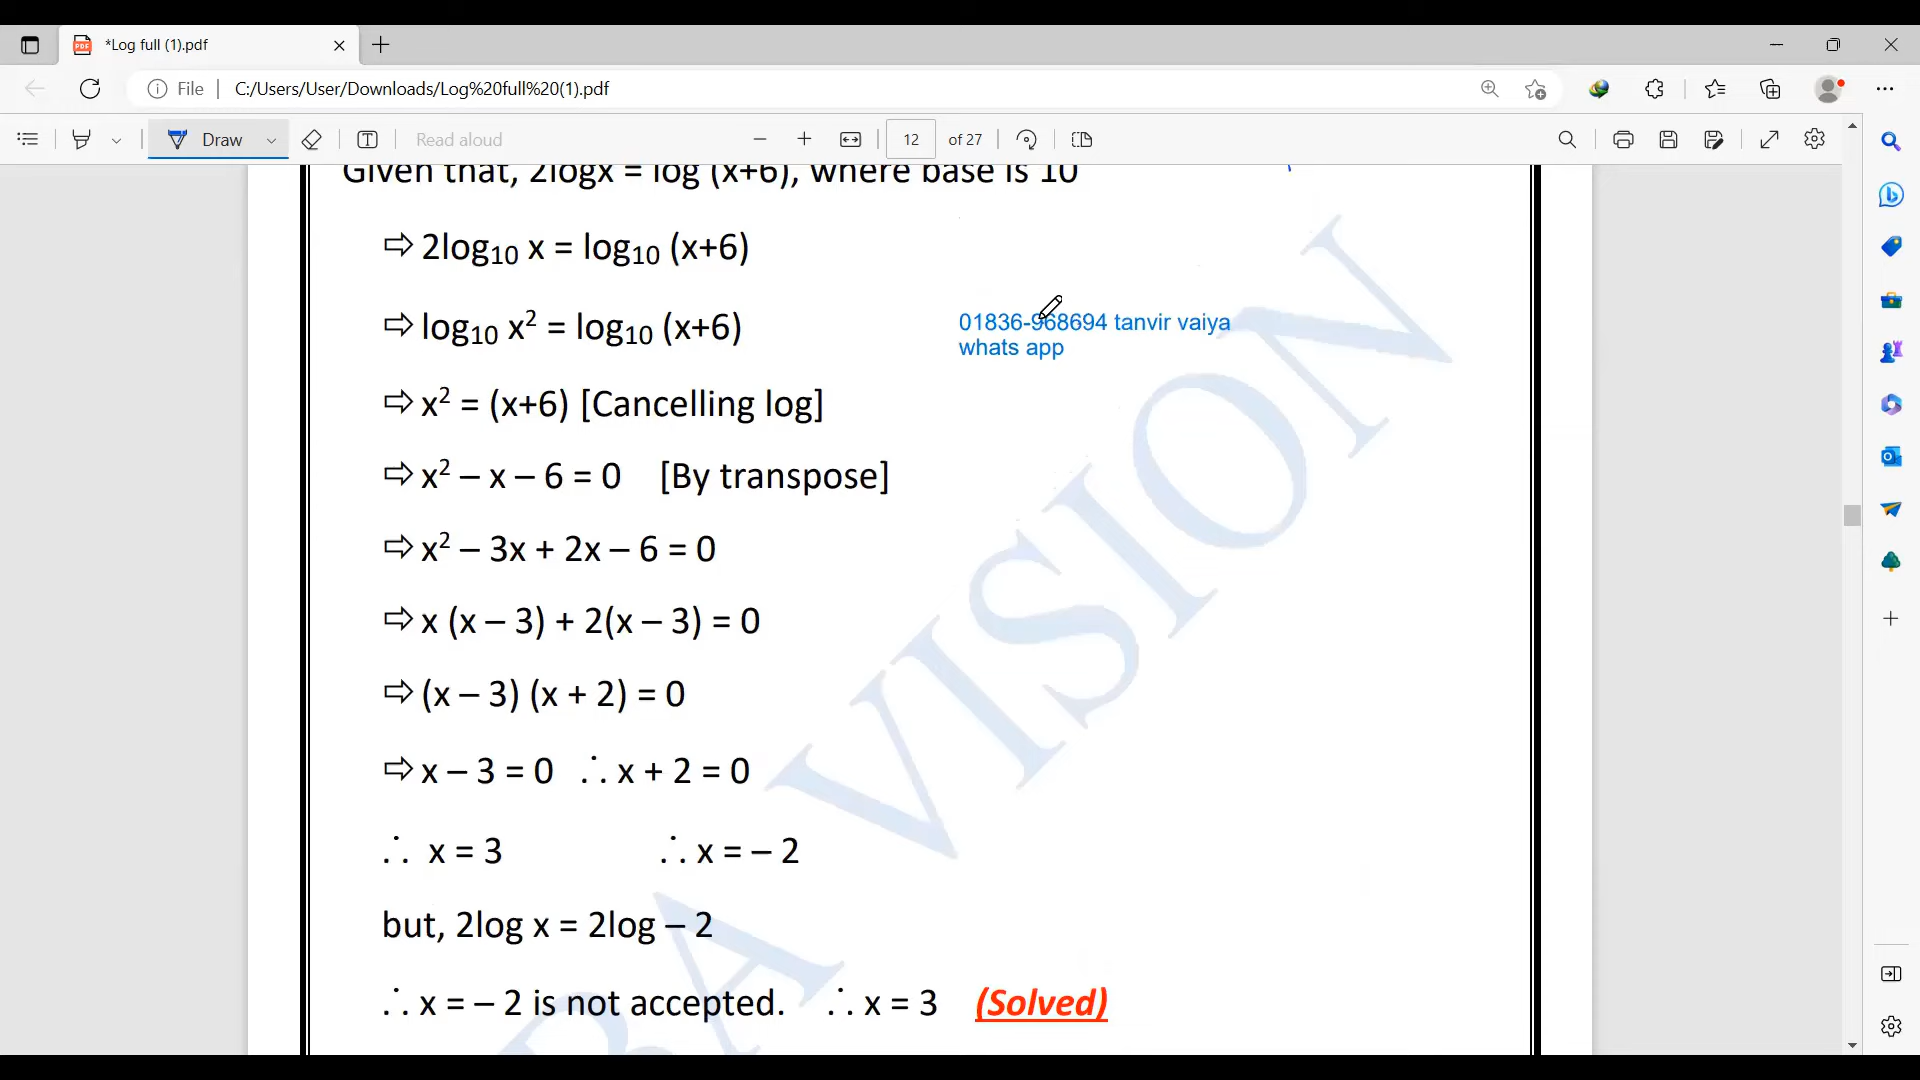 *Log full (1).pdf
File
C:/Users/User/Downloads/Log%20full%20(1).pdf
Draw
Read aloud
12
of 27
Given that, 2logx = log (x+6), where base is 10
⇨ 2log₁₀ x = log₁₀ (x+6)
⇨ log₁₀ x² = log₁₀ (x+6)
01836-968694 tanvir vaiya
whats app
⇨ x² = (x+6) [Cancelling log]
⇨ x² – x – 6 = 0 [By transpose]
⇨ x² – 3x + 2x – 6 = 0
⇨ x (x – 3) + 2(x – 3) = 0
⇨ (x – 3) (x + 2) = 0
⇨ x – 3 = 0 ∴ x + 2 = 0
∴ x = 3 ∴ x = – 2
but, 2log x = 2log – 2
∴ x = – 2 is not accepted. ∴ x = 3 (Solved)
BA VISION